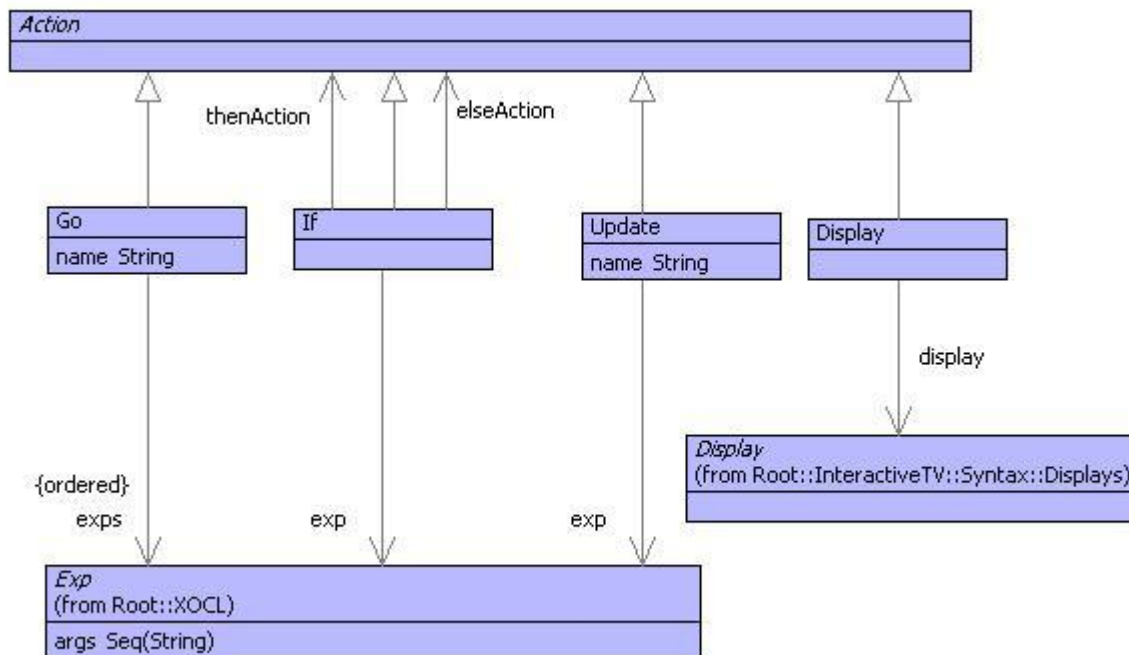 Action
thenAction
elseAction
Go
name String
If
Update
name String
Display
display
Display
(from Root::InteractiveTV::Syntax::Displays)
{ordered}
exps
exp
exp
Exp
(from Root::XOCL)
args Seq(String)